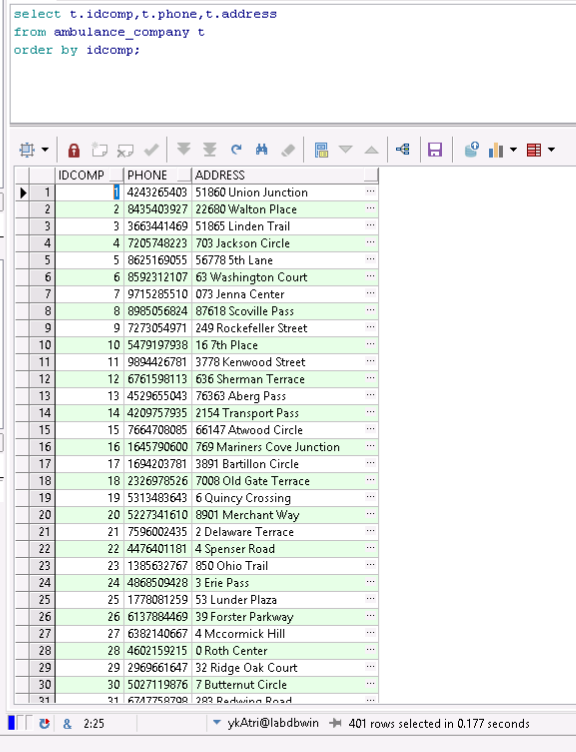 select t.idcomp,t.phone,t.address
from ambulance_company t
order by idcomp;
IDCOMP PHONE ADDRESS
1 1 4243265403 51860 Union Junction ...
2 2 8435403927 22680 Walton Place ...
3 3 3663441469 51865 Linden Trail ...
4 4 7205748223 703 Jackson Circle ...
5 5 8625169055 56778 5th Lane ...
6 6 8592312107 63 Washington Court ...
7 7 9715285510 073 Jenna Center ...
8 8 8985056824 87618 Scoville Pass ...
9 9 7273054971 249 Rockefeller Street ...
10 10 5479197938 16 7th Place ...
11 11 9894426781 3778 Kenwood Street ...
12 12 6761598113 636 Sherman Terrace ...
13 13 4529655043 76363 Aberg Pass ...
14 14 4209757935 2154 Transport Pass ...
15 15 7664708085 66147 Atwood Circle ...
16 16 1645790600 769 Mariners Cove Junction ...
17 17 1694203781 3891 Bartillon Circle ...
18 18 2326978526 7008 Old Gate Terrace ...
19 19 5313483643 6 Quincy Crossing ...
20 20 5227341610 8901 Merchant Way ...
21 21 7596002435 2 Delaware Terrace ...
22 22 4476401181 4 Spenser Road ...
23 23 1385632767 850 Ohio Trail ...
24 24 4868509428 3 Erie Pass ...
25 25 1778081259 53 Lunder Plaza ...
26 26 6137884469 39 Forster Parkway ...
27 27 6382140667 4 Mccormick Hill ...
28 28 4602159215 0 Roth Center ...
29 29 2969661647 32 Ridge Oak Court ...
30 30 5027119876 7 Butternut Circle ...
31 31 6747758798 283 Redwing Road ...
& 2:25 ykAtri@labdbwin 401 rows selected in 0.177 seconds